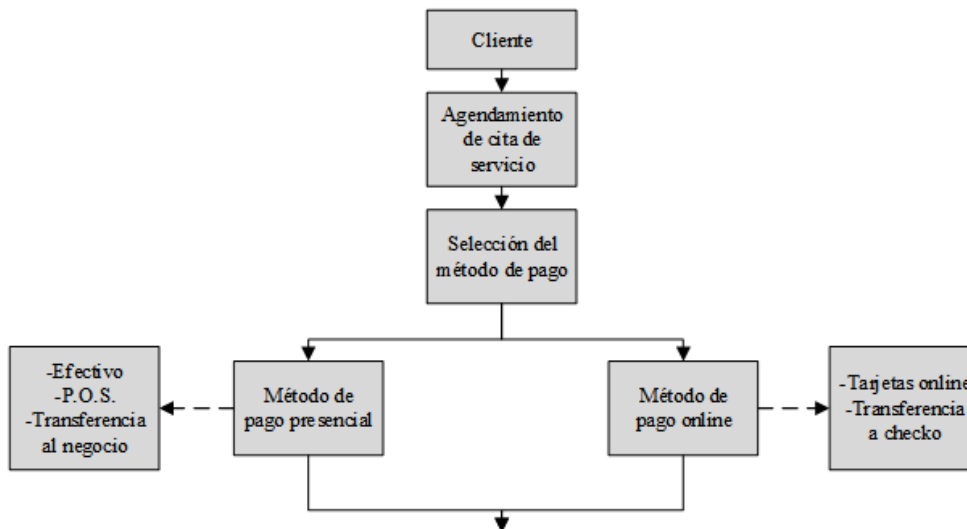 Cliente
Agendamiento
de cita de
servicio
Selección del
método de pago
-Efectivo
-P.O.S.
-Transferencia
al negocio
Método de
pago presencial
Método de
pago online
-Tarjetas online
-Transferencia
a checko